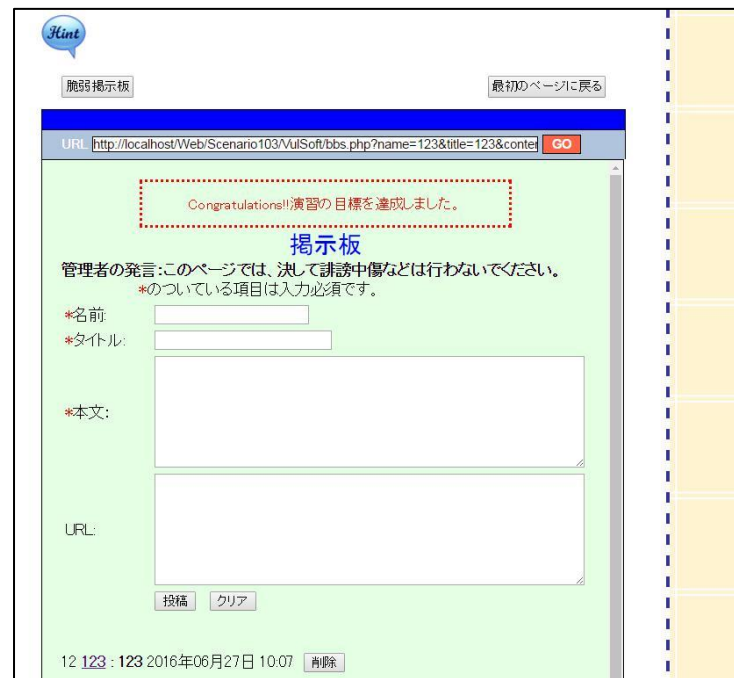 Hint
脆弱掲示板
最初のページに戻る
URL http://localhost/Web/Scenario103/VulSoft/bbs.php?name=123&title=123&conter GO
Congratulations!!演習の目標を達成しました。
掲示板
管理者の発言:このページでは、決して誹謗中傷などは行わないでください。
*のついている項目は入力必須です。
*名前:
*タイトル:
*本文:
URL:
投稿 クリア
12 123 : 123 2016年06月27日 10:07 削除